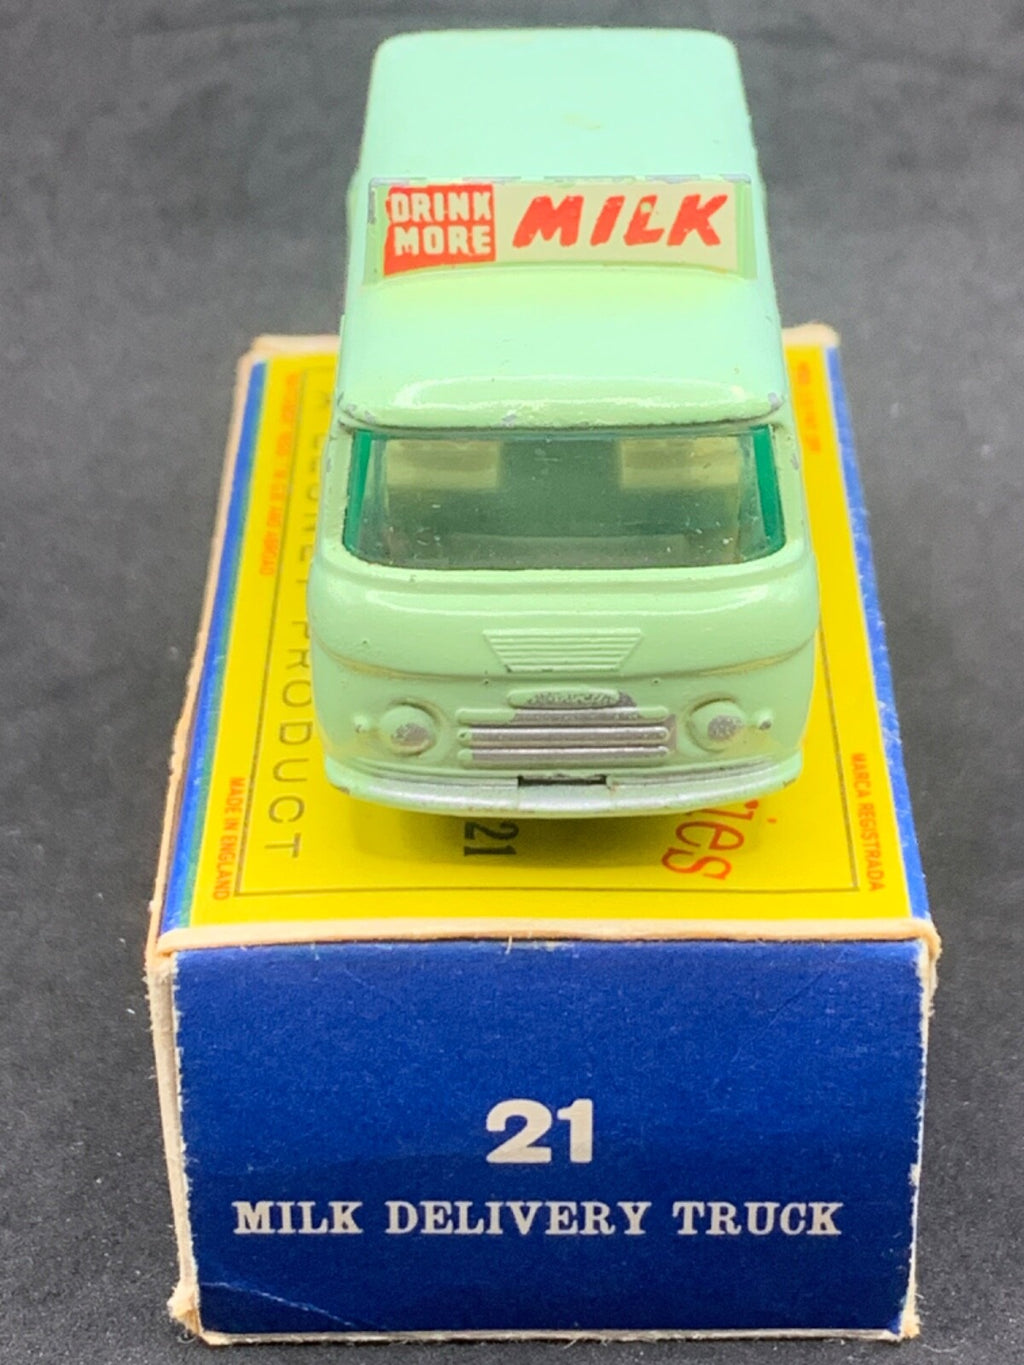 DRINK
MORE
MILK
PRODUCT
MADE IN ENGLAND
21
MARCA REGISTRADA
21
MILK DELIVERY TRUCK